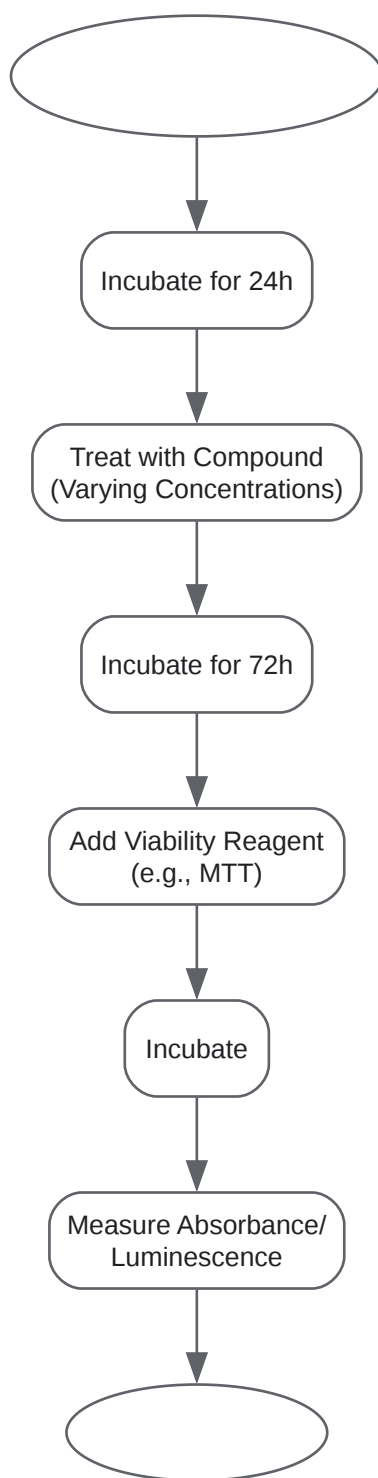 Incubate for 24h
Treat with Compound
(Varying Concentrations)
Incubate for 72h
Add Viability Reagent
(e.g., MTT)
Incubate
Measure Absorbance/
Luminescence